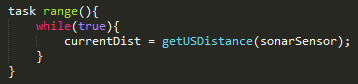 task range(){
    while(true){
        currentDist = getUSDistance(sonarSensor);
    }
}